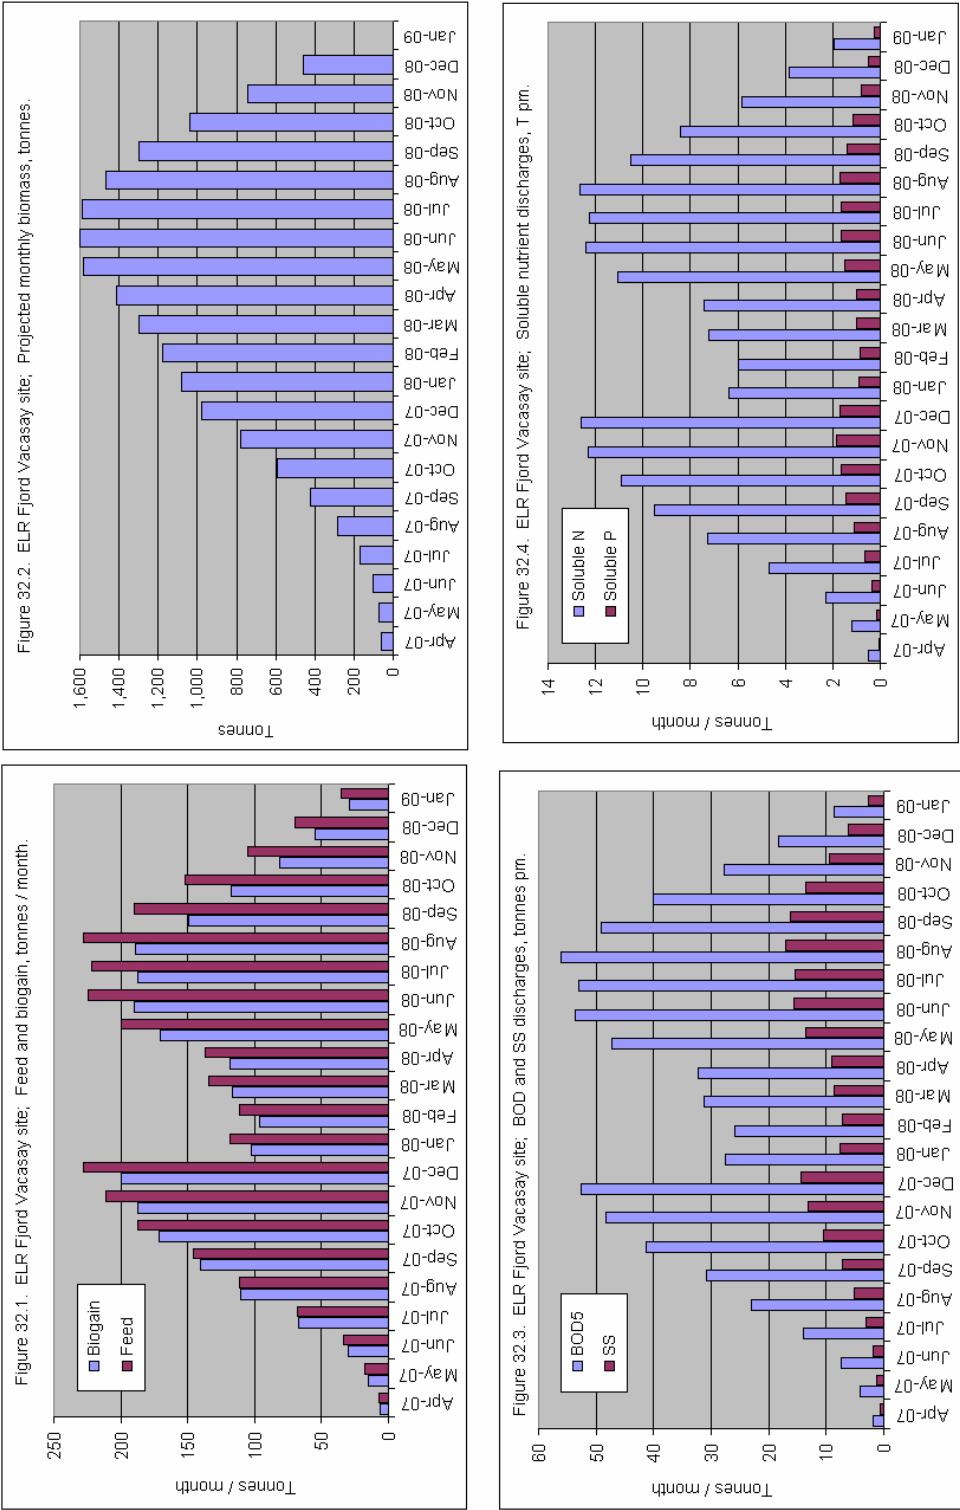 Figure 32.1. ELR Fjord Vacasay site; Feed and biogain, tonnes / month.
Biogain
Feed
Tonnes / month
250
200
150
100
50
0
Apr-07
May-07
Jun-07
Jul-07
Aug-07
Sep-07
Oct-07
Nov-07
Dec-07
Jan-08
Feb-08
Mar-08
Apr-08
May-08
Jun-08
Jul-08
Aug-08
Sep-08
Oct-08
Nov-08
Dec-08
Jan-09
Figure 32.2. ELR Fjord Vacasay site; Projected monthly biomass, tonnes.
Tonnes
1,600
1,400
1,200
1,000
800
600
400
200
0
Apr-07
May-07
Jun-07
Jul-07
Aug-07
Sep-07
Oct-07
Nov-07
Dec-07
Jan-08
Feb-08
Mar-08
Apr-08
May-08
Jun-08
Jul-08
Aug-08
Sep-08
Oct-08
Nov-08
Dec-08
Jan-09
Figure 32.3. ELR Fjord Vacasay site; BOD and SS discharges, tonnes pm.
BOD5
SS
Tonnes / month
60
50
40
30
20
10
0
Apr-07
May-07
Jun-07
Jul-07
Aug-07
Sep-07
Oct-07
Nov-07
Dec-07
Jan-08
Feb-08
Mar-08
Apr-08
May-08
Jun-08
Jul-08
Aug-08
Sep-08
Oct-08
Nov-08
Dec-08
Jan-09
Figure 32.4. ELR Fjord Vacasay site; Soluble nutrient discharges, T pm.
Soluble N
Soluble P
Tonnes / month
14
12
10
8
6
4
2
0
Apr-07
May-07
Jun-07
Jul-07
Aug-07
Sep-07
Oct-07
Nov-07
Dec-07
Jan-08
Feb-08
Mar-08
Apr-08
May-08
Jun-08
Jul-08
Aug-08
Sep-08
Oct-08
Nov-08
Dec-08
Jan-09